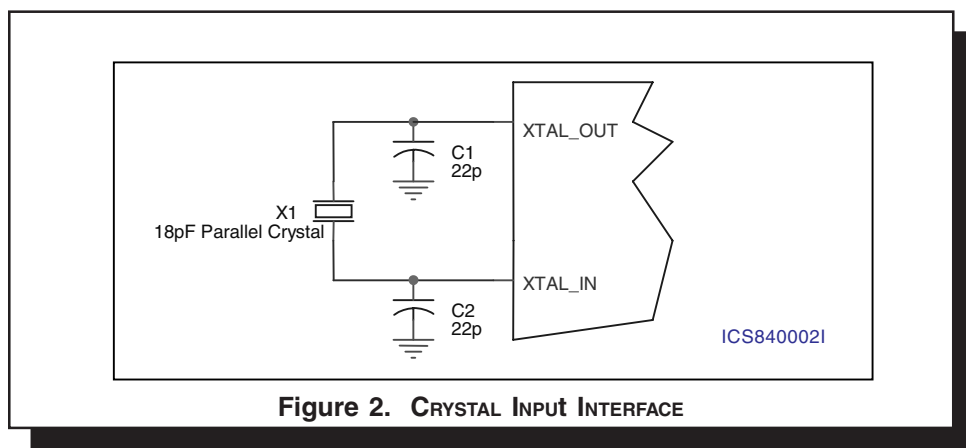 XTAL_OUT
C1
22p
X1
18pF Parallel Crystal
XTAL_IN
C2
22p
ICS840002I
Figure 2. CRYSTAL INPUT INTERFACE